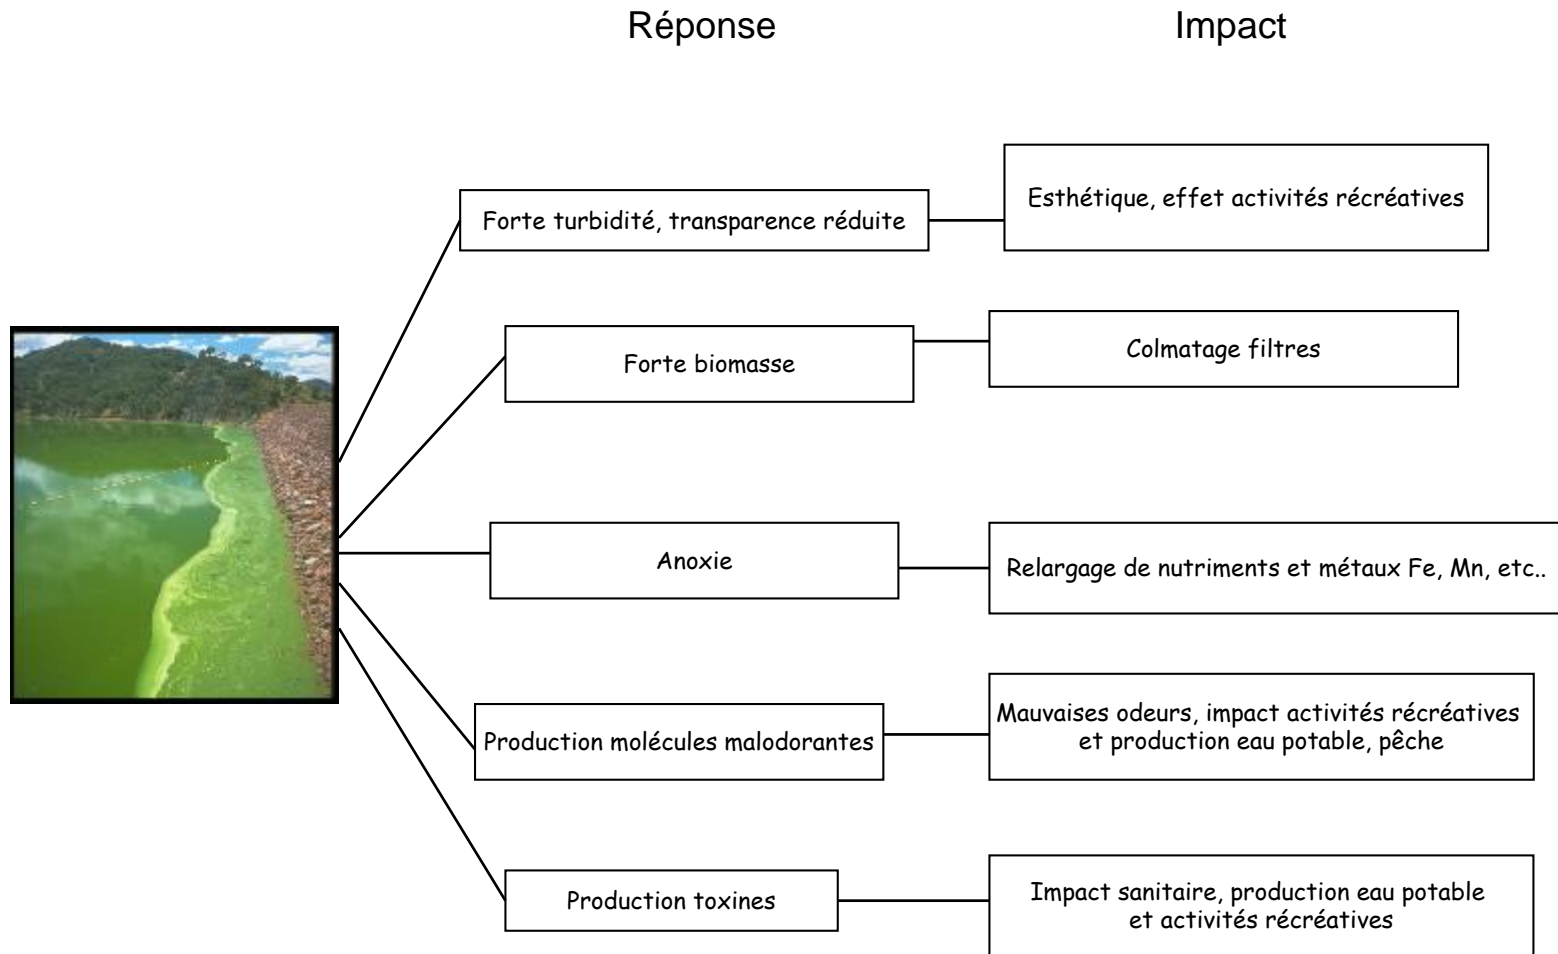 Réponse
Impact
Forte turbidité, transparence réduite
Esthétique, effet activités récréatives
Forte biomasse
Colmatage filtres
Anoxie
Relargage de nutriments et métaux Fe, Mn, etc..
Production molécules malodorantes
Mauvaises odeurs, impact activités récréatives
et production eau potable, pêche
Production toxines
Impact sanitaire, production eau potable
et activités récréatives